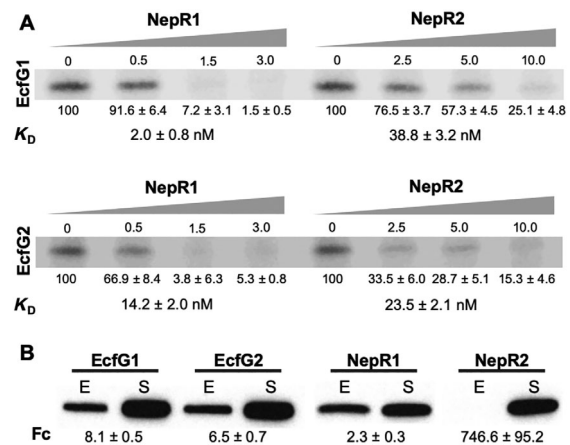 A
NepR1 NepR2
0 0.5 1.5 3.0 0 2.5 5.0 10.0
EcfG1
100 91.6 ± 6.4 7.2 ± 3.1 1.5 ± 0.5 100 76.5 ± 3.7 57.3 ± 4.5 25.1 ± 4.8
KD 2.0 ± 0.8 nM 38.8 ± 3.2 nM
NepR1 NepR2
0 0.5 1.5 3.0 0 2.5 5.0 10.0
EcfG2
100 66.9 ± 8.4 3.8 ± 6.3 5.3 ± 0.8 100 33.5 ± 6.0 28.7 ± 5.1 15.3 ± 4.6
KD 14.2 ± 2.0 nM 23.5 ± 2.1 nM
B
EcfG1 EcfG2 NepR1 NepR2
E S E S E S E S
Fc 8.1 ± 0.5 6.5 ± 0.7 2.3 ± 0.3 746.6 ± 95.2